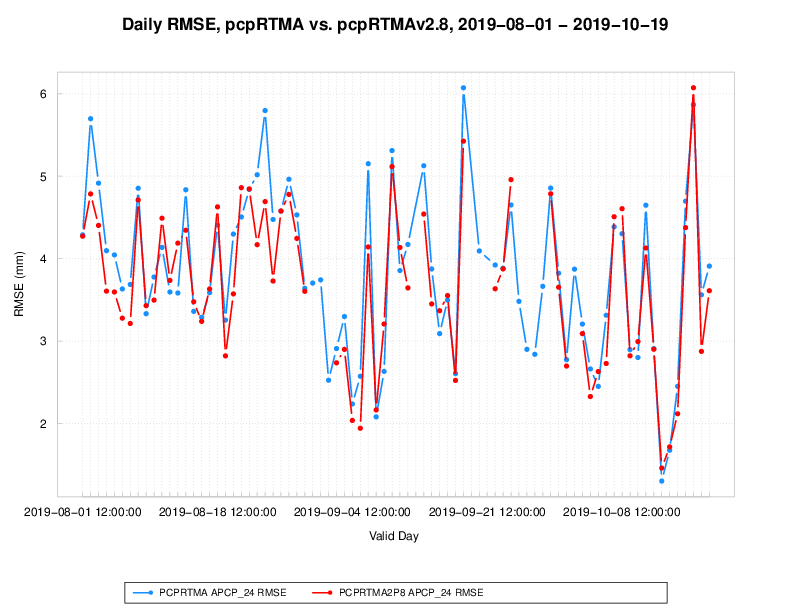 Daily RMSE, pcpRTMA vs. pcpRTMAv2.8, 2019−08−01 − 2019−10−19
6
5
4
3
2
RMSE (mm)
2019−08−01 12:00:00 2019−08−18 12:00:00 2019−09−04 12:00:00 2019−09−21 12:00:00 2019−10−08 12:00:00
Valid Day
PCPRTMA APCP_24 RMSE PCPRTMA2P8 APCP_24 RMSE